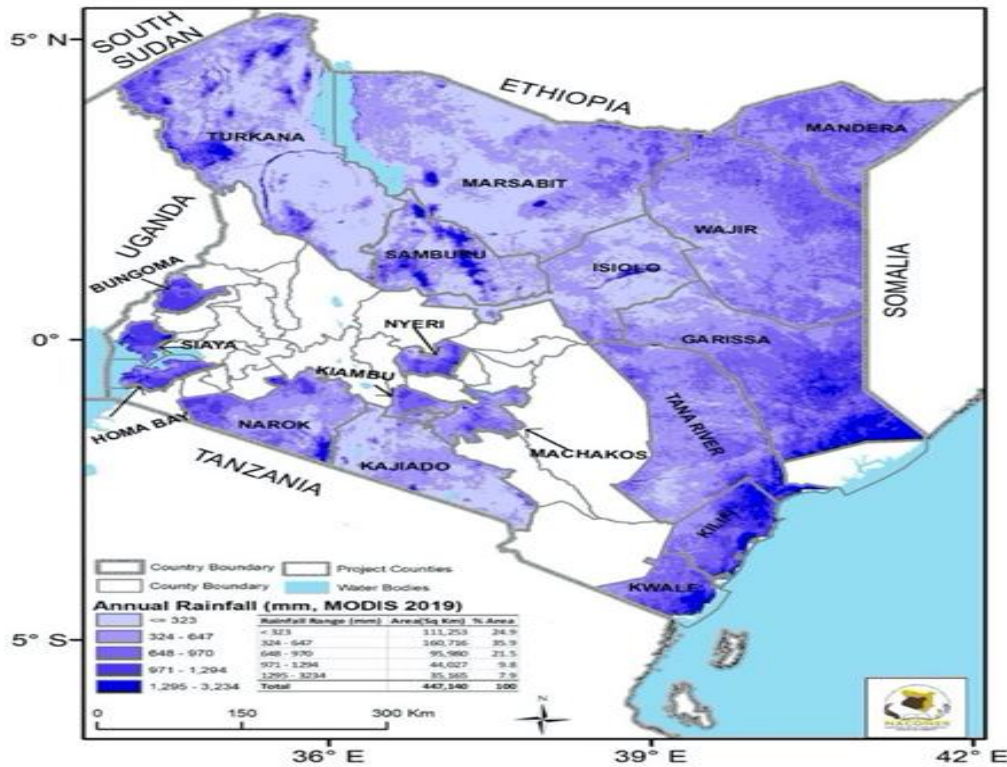 5° N
SOUTH
SUDAN
ETHIOPIA
MANDERA
TURKANA
MARSABIT
UGANDA
WAJIR
SAMBURU
ISIOLO
BUNGOMA
SOMALIA
0°
SIAYA
NYERI
GARISSA
KIAMBU
HOMA BAY
NAROK
TANA RIVER
MACHAKOS
KAJIADO
TANZANIA
KILIFI
KWALE
Country Boundary
Project Counties
County Boundary
Water Bodies
Annual Rainfall (mm, MODIS 2019)
<= 323
324 - 647
648 - 970
971 - 1,294
1,295 - 3,234
Rainfall Range (mm) Area(Sq Km) % Area
< 323 111,253 24.9
324 - 647 160,716 35.9
648 - 970 95,980 21.5
971 - 1294 44,027 9.8
1295 - 3234 35,165 7.9
Total 447,140 100
5° S
0 150 300 Km
N
36° E
39° E
42° E